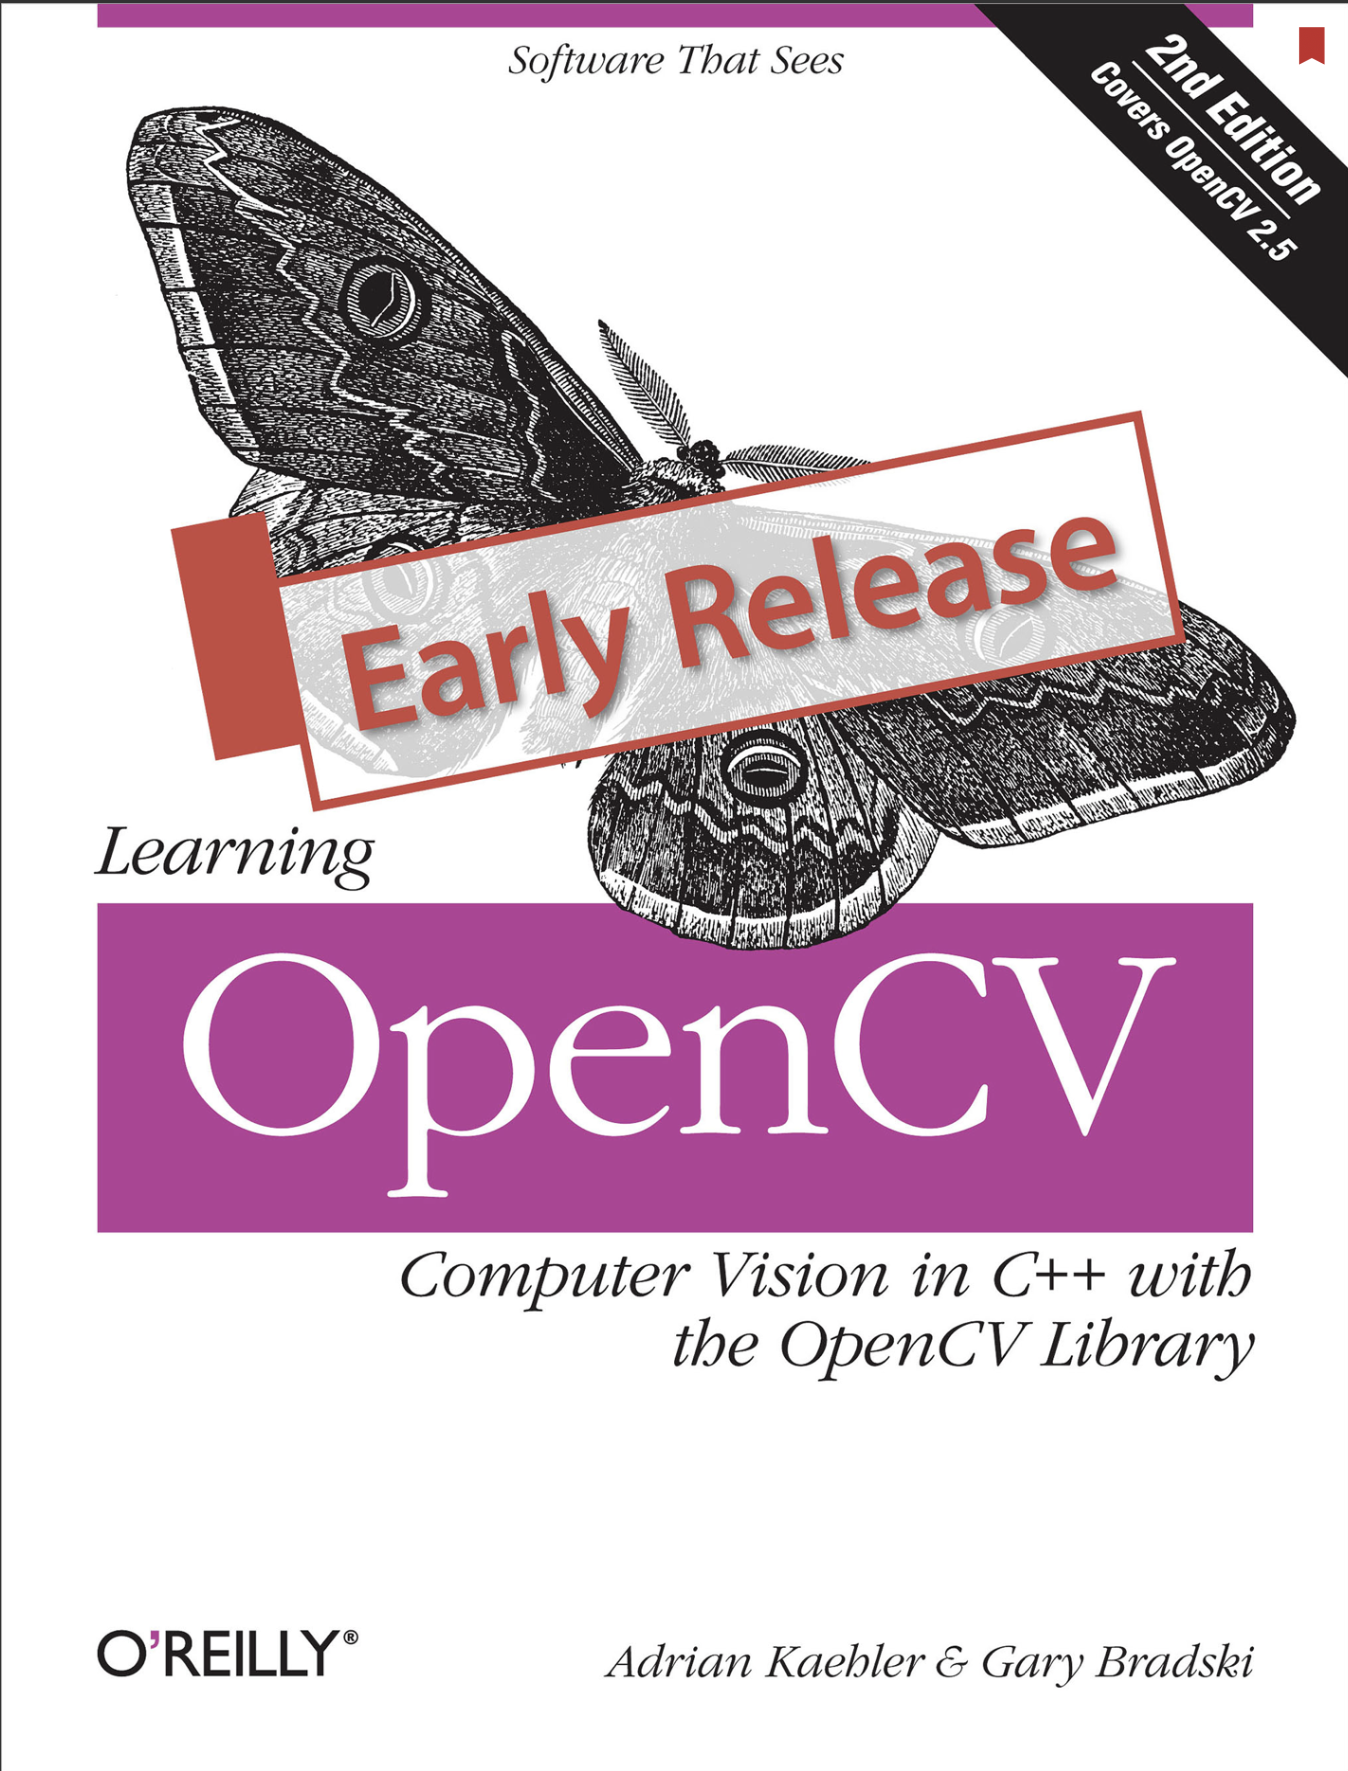 Software That Sees
2nd Edition
Covers OpenCV 2.5
Early Release
Learning
OpenCV
Computer Vision in C++ with
the OpenCV Library
O'REILLY®
Adrian Kaehler & Gary Bradski